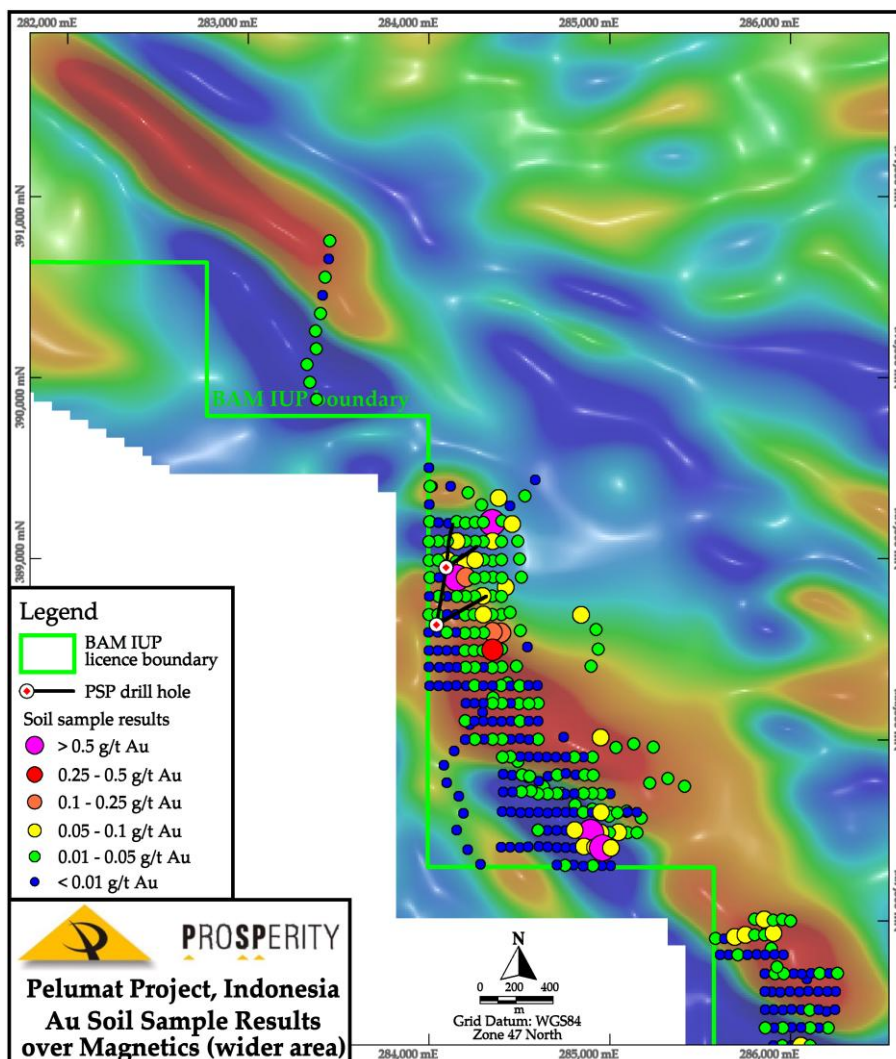 282,000 mE
283,000 mE
284,000 mE
285,000 mE
286,000 mE
391,000 mN
390,000 mN
389,000 mN
BAM IUP boundary
Legend
BAM IUP
licence boundary
PSP drill hole
Soil sample results
> 0.5 g/t Au
0.25 - 0.5 g/t Au
0.1 - 0.25 g/t Au
0.05 - 0.1 g/t Au
0.01 - 0.05 g/t Au
< 0.01 g/t Au
PROSPERITY
Pelumat Project, Indonesia
Au Soil Sample Results
over Magnetics (wider area)
N
0 200 400
m
Grid Datum: WGS84
Zone 47 North
284,000 mE
285,000 mE
286,000 mE